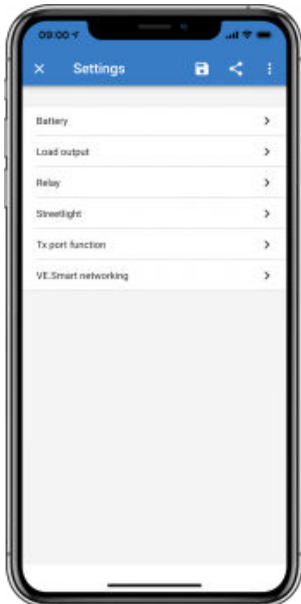 09:00
Settings
Battery
Load output
Relay
Streetlight
Tx port function
VE.Smart networking